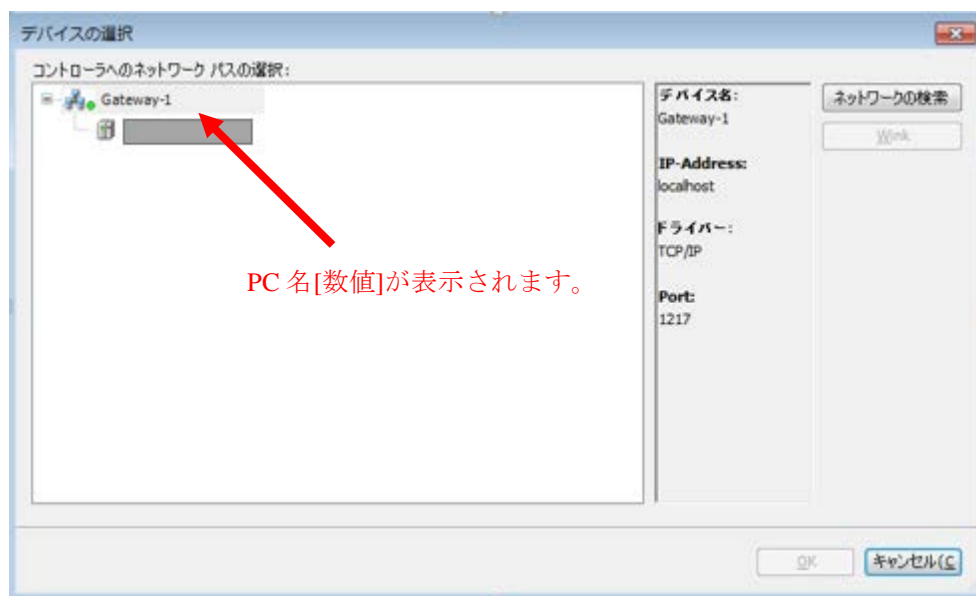 デバイスの選択
コントローラへのネットワーク パスの選択:
Gateway-1
PC 名[数値]が表示されます。
デバイス名:
Gateway-1
IP-Address:
localhost
ドライバー:
TCP/IP
Port:
1217
ネットワークの検索
Wink
OK
キャンセル(C